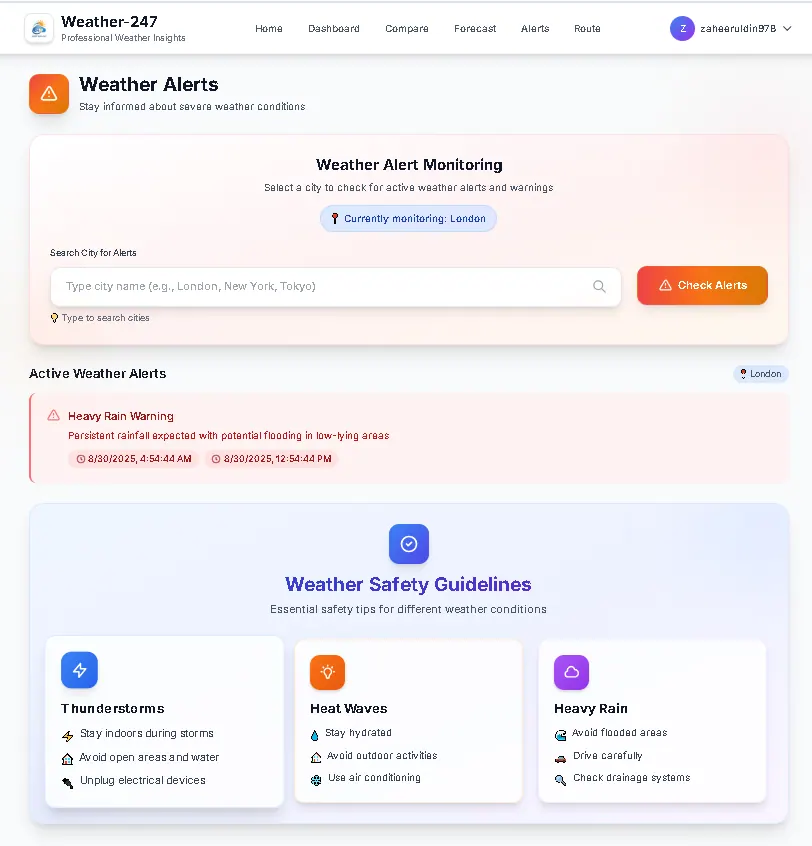 Weather-247
Professional Weather Insights
Home Dashboard Compare Forecast Alerts Route
Z zaheeruldin978
Weather Alerts
Stay informed about severe weather conditions
Weather Alert Monitoring
Select a city to check for active weather alerts and warnings
Currently monitoring: London
Search City for Alerts
Type city name (e.g., London, New York, Tokyo)
Check Alerts
Type to search cities
Active Weather Alerts
London
Heavy Rain Warning
Persistent rainfall expected with potential flooding in low-lying areas
8/30/2025, 4:54:44 AM 8/30/2025, 12:54:44 PM
Weather Safety Guidelines
Essential safety tips for different weather conditions
Thunderstorms
Stay indoors during storms
Avoid open areas and water
Unplug electrical devices
Heat Waves
Stay hydrated
Avoid outdoor activities
Use air conditioning
Heavy Rain
Avoid flooded areas
Drive carefully
Check drainage systems